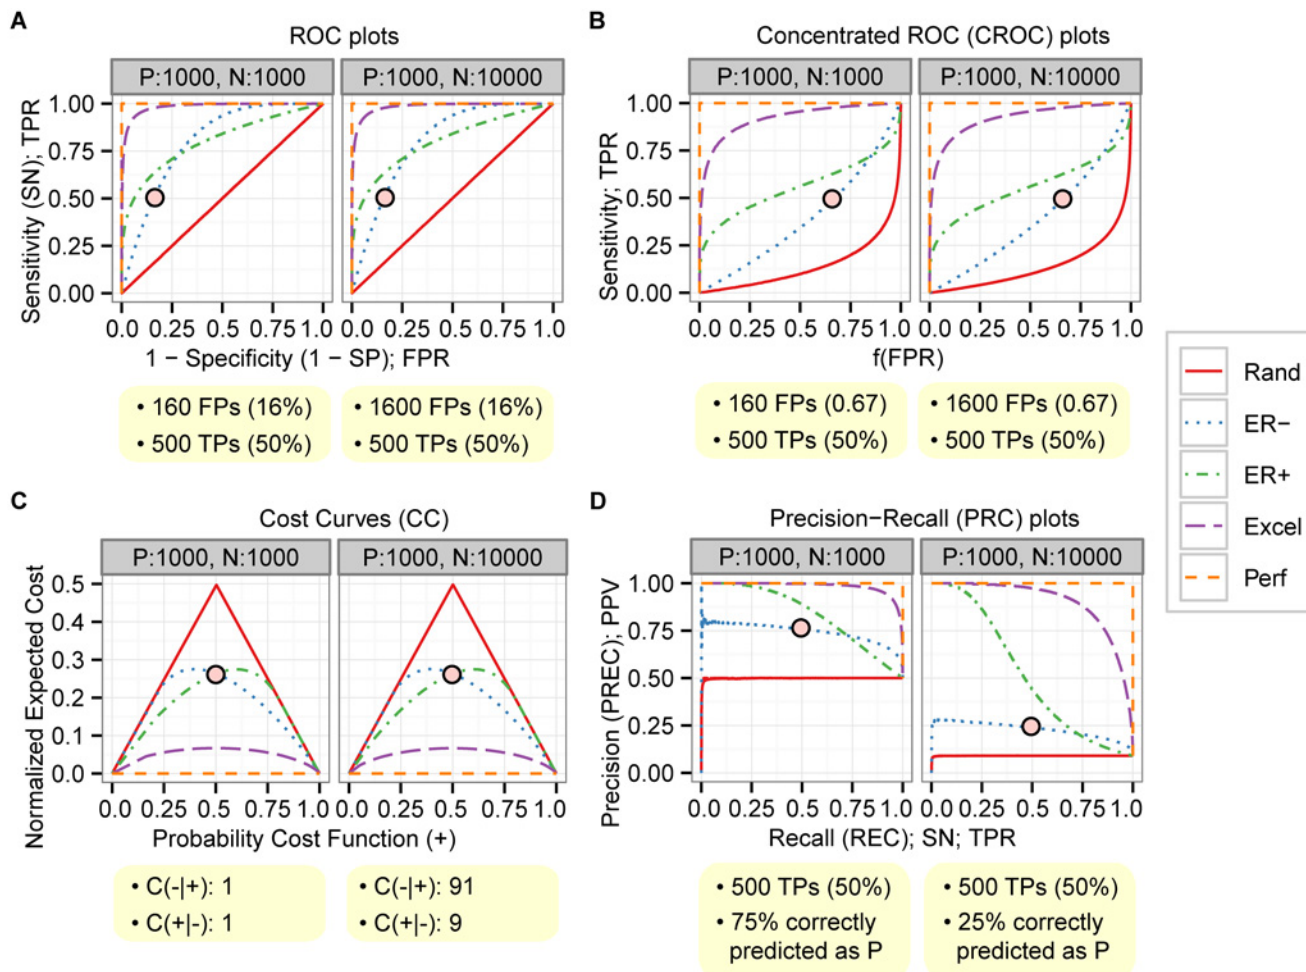 A
ROC plots
P:1000, N:1000
P:1000, N:10000
Sensitivity (SN); TPR
1.00
0.75
0.50
0.25
0.00
0.0 0.25 0.5 0.75 1.0
0.0 0.25 0.5 0.75 1.0
1 − Specificity (1 − SP); FPR
• 160 FPs (16%)
• 500 TPs (50%)
• 1600 FPs (16%)
• 500 TPs (50%)
B
Concentrated ROC (CROC) plots
P:1000, N:1000
P:1000, N:10000
Sensitivity; TPR
1.00
0.75
0.50
0.25
0.00
0.0 0.25 0.5 0.75 1.0
0.0 0.25 0.5 0.75 1.0
f(FPR)
• 160 FPs (0.67)
• 500 TPs (50%)
• 1600 FPs (0.67)
• 500 TPs (50%)
Rand
ER−
ER+
Excel
Perf
C
Cost Curves (CC)
P:1000, N:1000
P:1000, N:10000
Normalized Expected Cost
0.5
0.4
0.3
0.2
0.1
0.0
0.0 0.25 0.5 0.75 1.0
0.0 0.25 0.5 0.75 1.0
Probability Cost Function (+)
• C(-|+): 1
• C(+|-): 1
• C(-|+): 91
• C(+|-): 9
D
Precision−Recall (PRC) plots
P:1000, N:1000
P:1000, N:10000
Precision (PREC); PPV
1.00
0.75
0.50
0.25
0.00
0.0 0.25 0.5 0.75 1.0
0.0 0.25 0.5 0.75 1.0
Recall (REC); SN; TPR
• 500 TPs (50%)
• 75% correctly
predicted as P
• 500 TPs (50%)
• 25% correctly
predicted as P